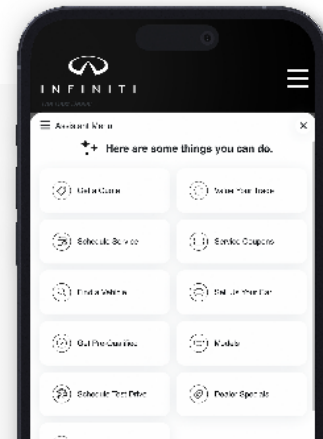 INFINITI
Assistant Menu
Here are some things you can do.
Get a Quote
Value Your Trade
Schedule Service
Service Coupons
Find a Vehicle
Sell Us Your Car
Get Pre-Qualified
Models
Schedule Test Drive
Dealer Specials